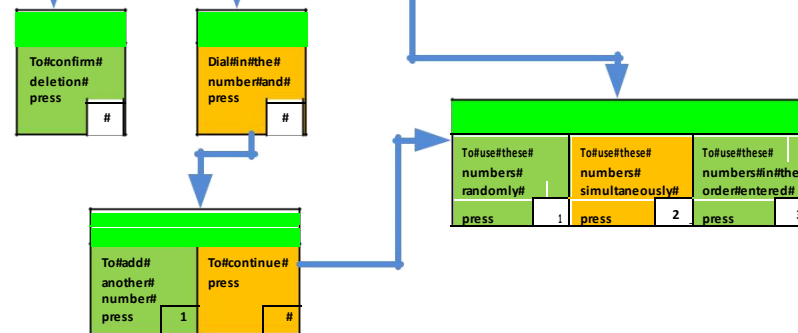 To#confirm#
deletion#
press
#
Dial#in#the#
number#and#
press
#
To#use#these#
numbers#
randomly#
press
1
To#use#these#
numbers#
simultaneously#
press
2
To#use#these#
numbers#in#the
order#entered#
press
To#add#
another#
number#
press
1
To#continue#
press
#